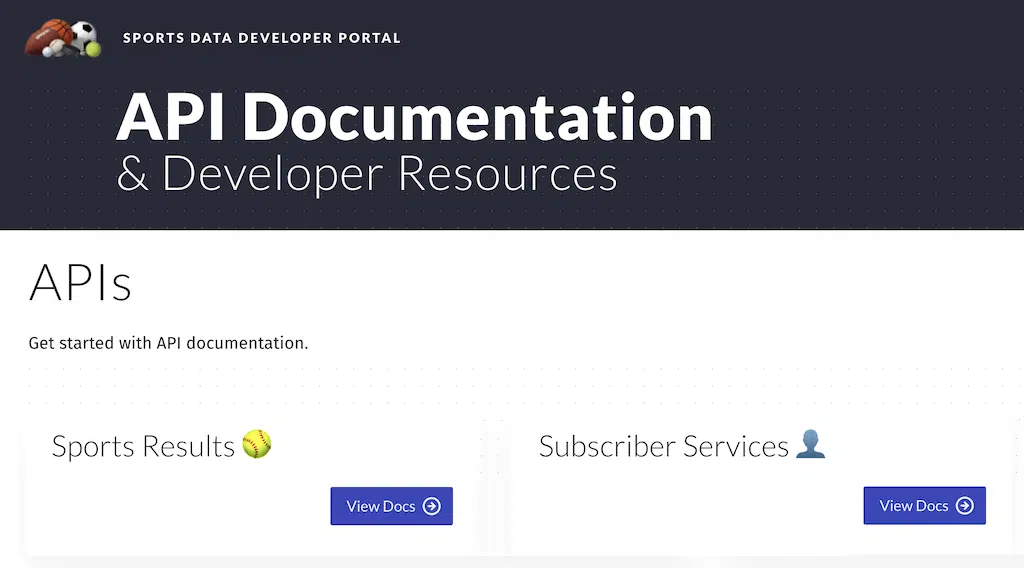 SPORTS DATA DEVELOPER PORTAL
API Documentation
& Developer Resources
APIs
Get started with API documentation.
Sports Results
View Docs
Subscriber Services
View Docs